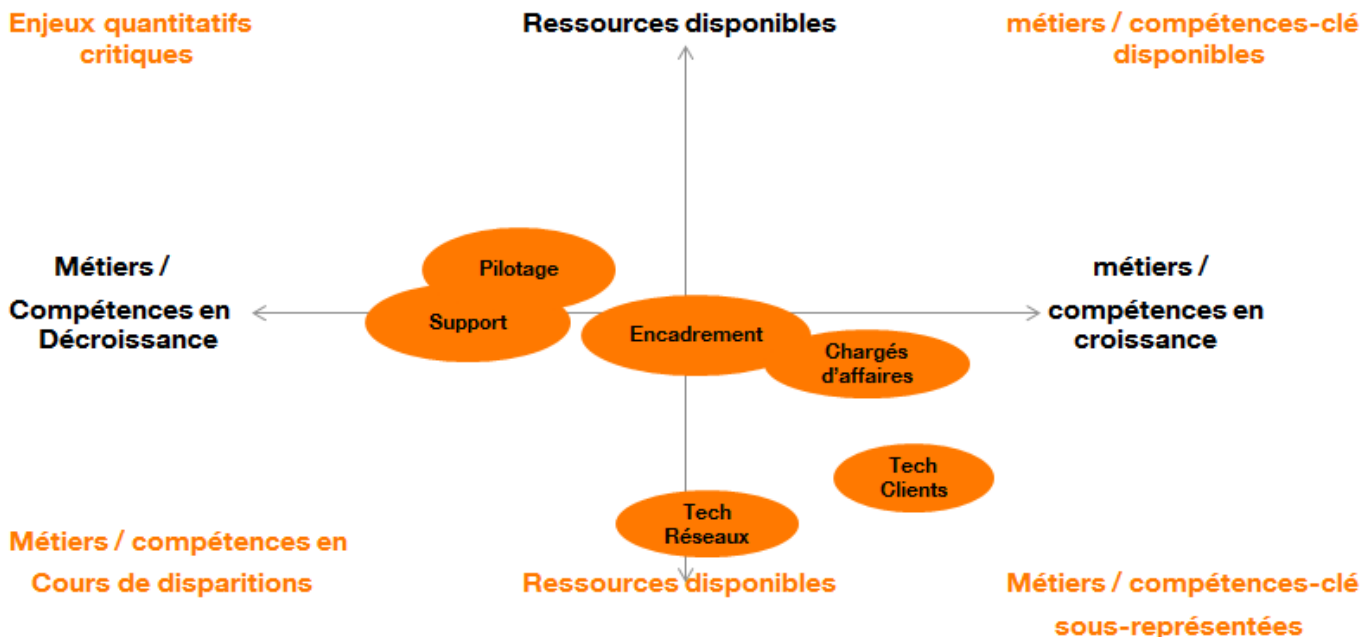 Enjeux quantitatifs
critiques
Ressources disponibles
métiers / compétences-clé
disponibles
Métiers /
Compétences en
Décroissance
Pilotage
Support
Encadrement
Chargés
d'affaires
métiers /
compétences en
croissance
Tech
Clients
Tech
Réseaux
Métiers / compétences en
Cours de disparitions
Ressources disponibles
Métiers / compétences-clé
sous-représentées